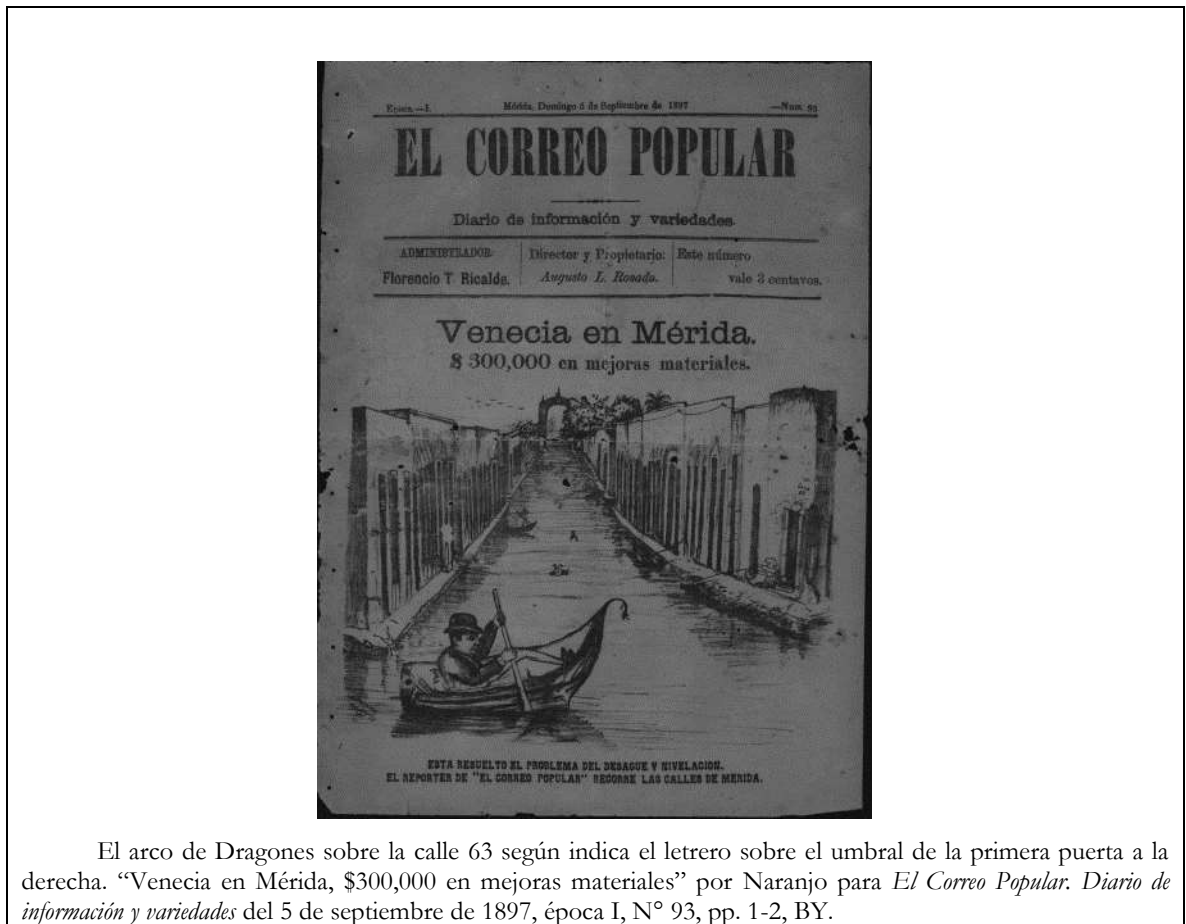 Epoca.—I.
Mérida, Domingo 5 de Septiembre de 1897
—Num. 93
EL CORREO POPULAR
Diario de información y variedades.
ADMINISTRADOR
Florencio T. Ricalde.
Director y Propietario:
Augusto L. Rosado.
Este número
vale 3 centavos.
Venecia en Mérida.
$ 300,000 en mejoras materiales.
ESTA RESUELTO EL PROBLEMA DEL DESAGUE Y NIVELACION.
EL REPORTER DE "EL CORREO POPULAR" RECORRE LAS CALLES DE MERIDA.
El arco de Dragones sobre la calle 63 según indica el letrero sobre el umbral de la primera puerta a la
derecha. “Venecia en Mérida, $300,000 en mejoras materiales” por Naranjo para El Correo Popular. Diario de
información y variedades del 5 de septiembre de 1897, época I, N° 93, pp. 1-2, BY.